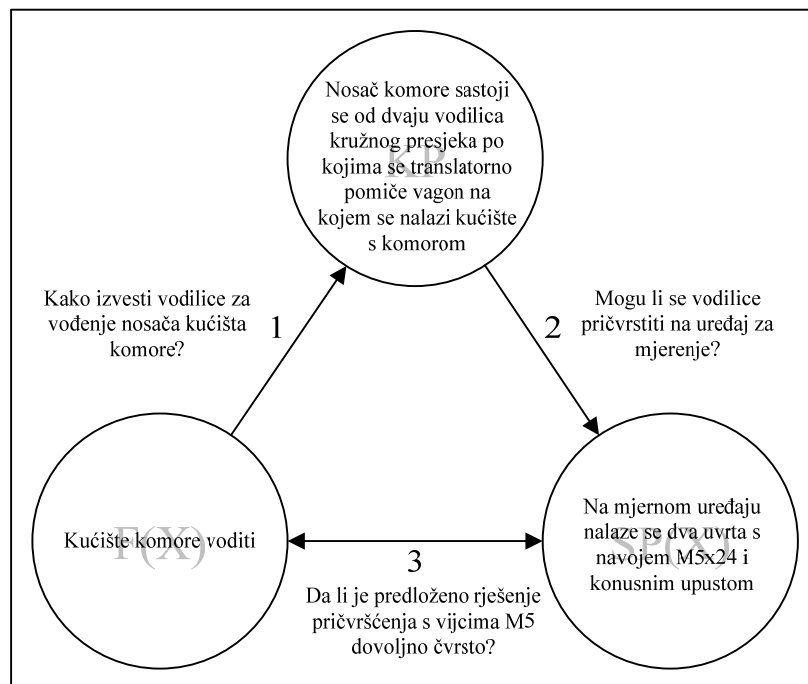 Nosač komore sastoji
se od dvaju vodilica
kružnog presjeka po
kojima se translatorno
pomiče vagon na
kojem se nalazi kućište
s komorom
KP
Kako izvesti vodilice za
vođenje nosača kućišta
komore?
1
2
Mogu li se vodilice
pričvrstiti na uređaj za
mjerenje?
Kućište komore voditi
F(X)
3
Da li je predloženo rješenje
pričvršćenja s vijcima M5
dovoljno čvrsto?
Na mjernom uređaju
nalaze se dva uvrta s
navojem M5x24 i
konusnim upustom
SP(X)